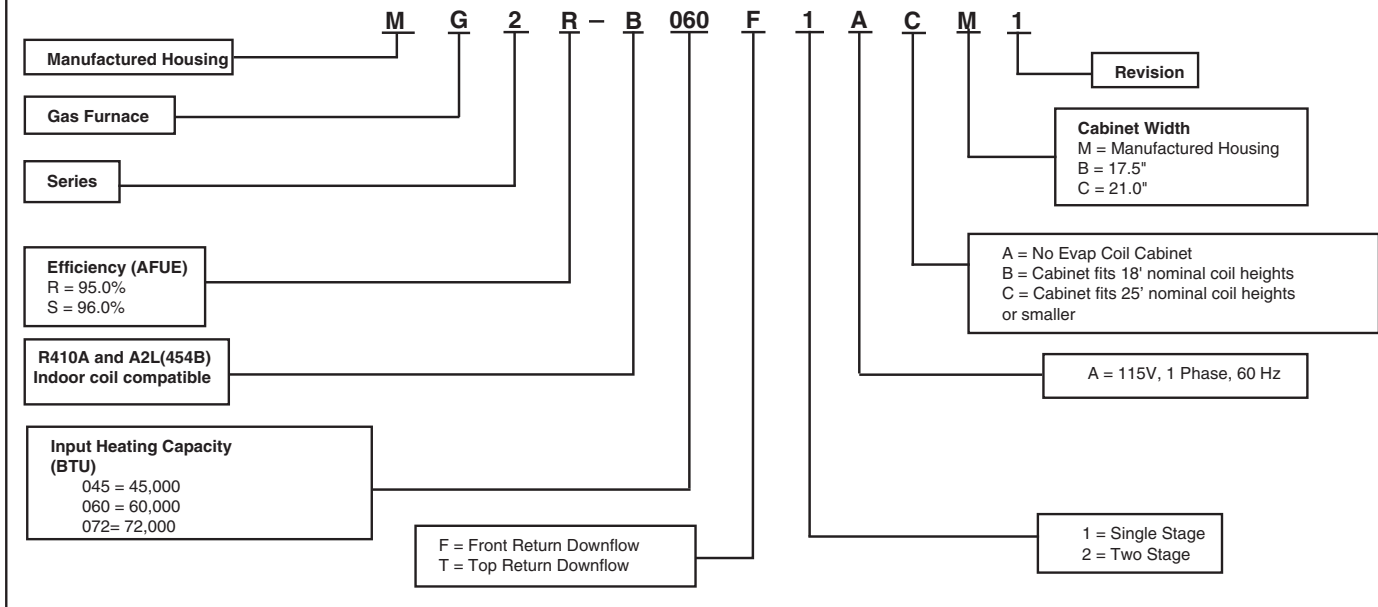 M G 2 R – B 060 F 1 A C M 1
Manufactured Housing
Revision
Gas Furnace
Cabinet Width
M = Manufactured Housing
B = 17.5"
C = 21.0"
Series
Efficiency (AFUE)
R = 95.0%
S = 96.0%
A = No Evap Coil Cabinet
B = Cabinet fits 18' nominal coil heights
C = Cabinet fits 25’ nominal coil heights
or smaller
R410A and A2L(454B)
Indoor coil compatible
A = 115V, 1 Phase, 60 Hz
Input Heating Capacity
(BTU)
045 = 45,000
060 = 60,000
072= 72,000
F = Front Return Downflow
T = Top Return Downflow
1 = Single Stage
2 = Two Stage